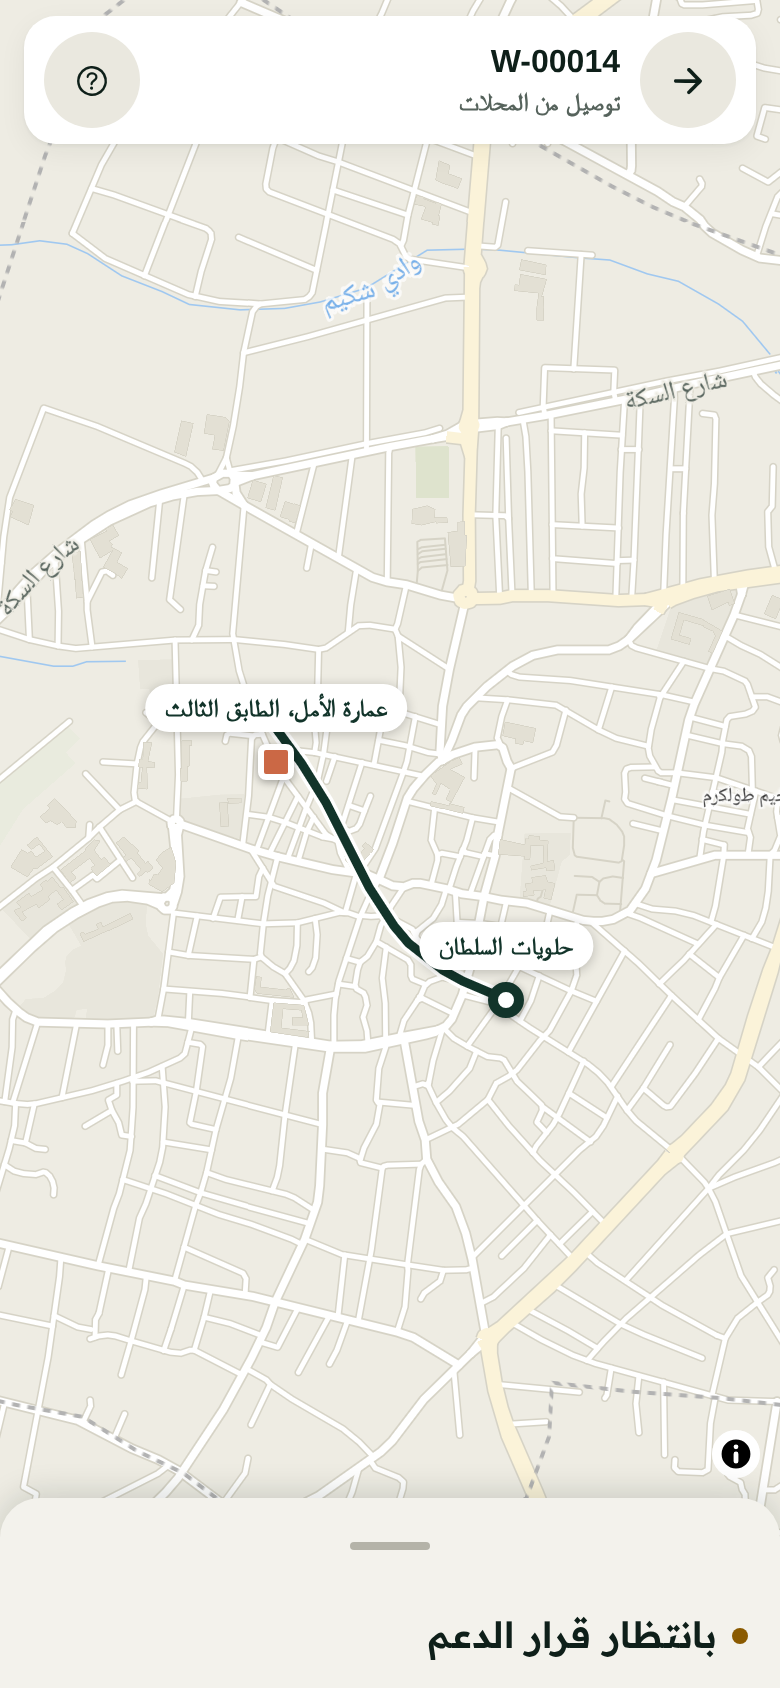 W-00014
توصيل من المحلات
وادي شكيم
شارع السكة
شارع السكة
عمارة الأمل، الطابق الثالث
طولكرم
حلويات السلطان
بانتظار قرار الدعم